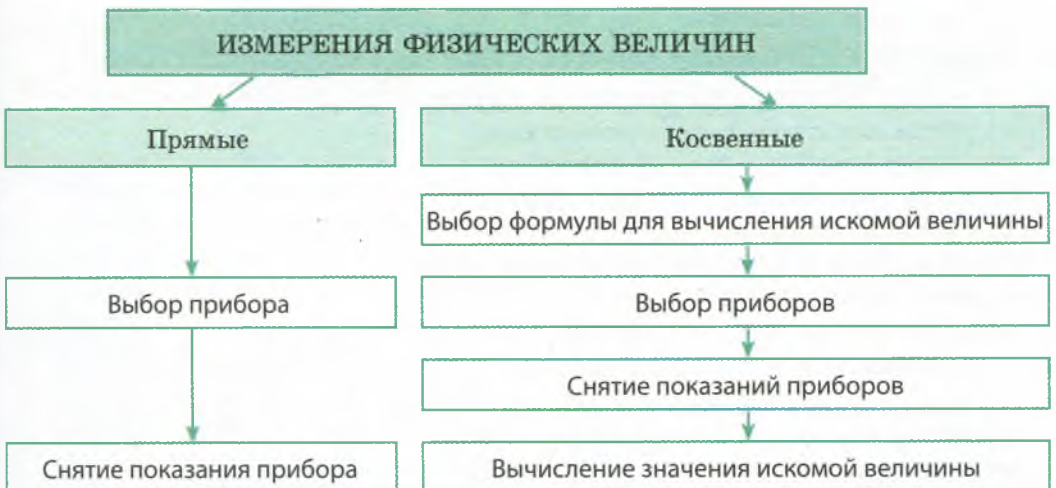 ИЗМЕРЕНИЯ ФИЗИЧЕСКИХ ВЕЛИЧИН
Прямые
Выбор прибора
Снятие показания прибора
Косвенные
Выбор формулы для вычисления искомой величины
Выбор приборов
Снятие показаний приборов
Вычисление значения искомой величины